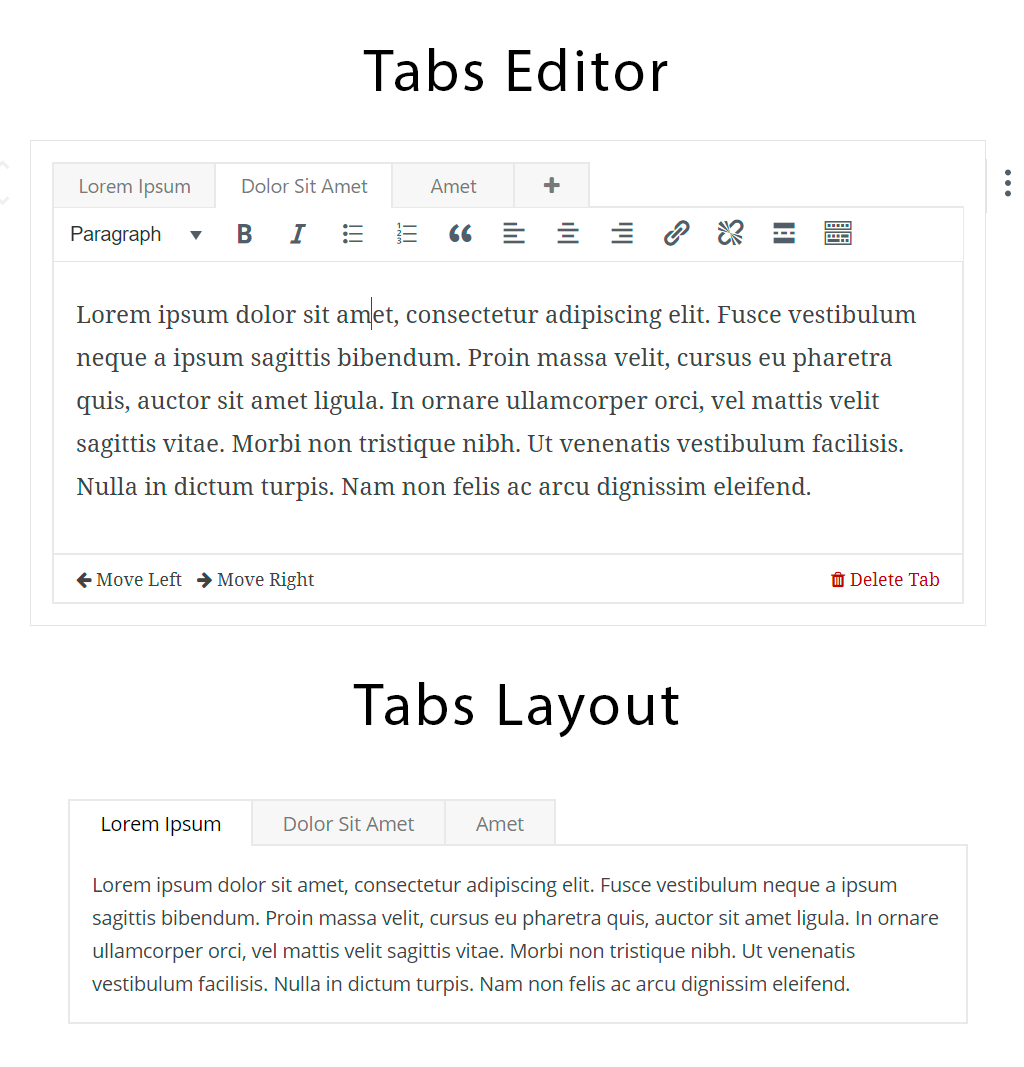 Tabs Editor
Lorem Ipsum Dolor Sit Amet Amet
Paragraph
Lorem ipsum dolor sit amet, consectetur adipiscing elit. Fusce vestibulum
neque a ipsum sagittis bibendum. Proin massa velit, cursus eu pharetra
quis, auctor sit amet ligula. In ornare ullamcorper orci, vel mattis velit
sagittis vitae. Morbi non tristique nibh. Ut venenatis vestibulum facilisis.
Nulla in dictum turpis. Nam non felis ac arcu dignissim eleifend.
Move Left Move Right Delete Tab
Tabs Layout
Lorem Ipsum Dolor Sit Amet Amet
Lorem ipsum dolor sit amet, consectetur adipiscing elit. Fusce vestibulum neque a ipsum
sagittis bibendum. Proin massa velit, cursus eu pharetra quis, auctor sit amet ligula. In ornare
ullamcorper orci, vel mattis velit sagittis vitae. Morbi non tristique nibh. Ut venenatis
vestibulum facilisis. Nulla in dictum turpis. Nam non felis ac arcu dignissim eleifend.